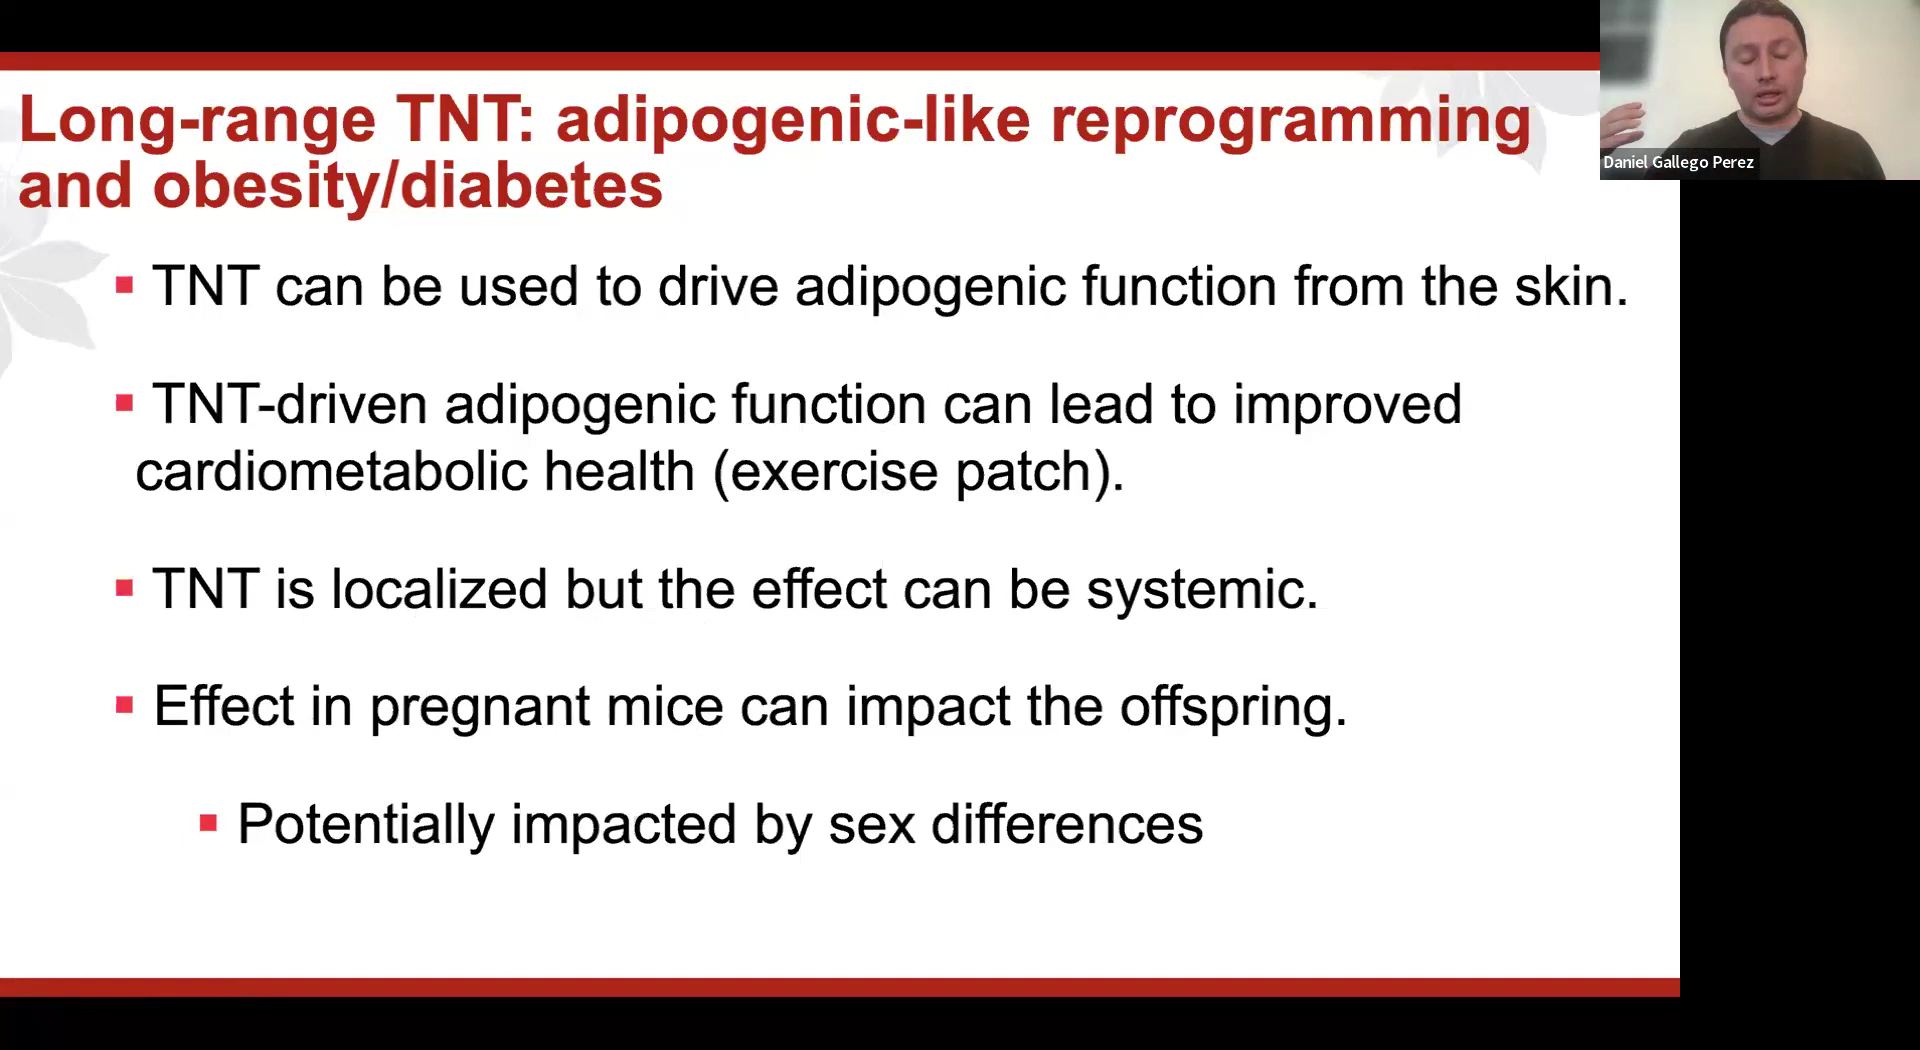 Long-range TNT: adipogenic-like reprogramming
and obesity/diabetes
Daniel Gallego Perez
▪ TNT can be used to drive adipogenic function from the skin.
▪ TNT-driven adipogenic function can lead to improved
cardiometabolic health (exercise patch).
▪ TNT is localized but the effect can be systemic.
▪ Effect in pregnant mice can impact the offspring.
▪ Potentially impacted by sex differences